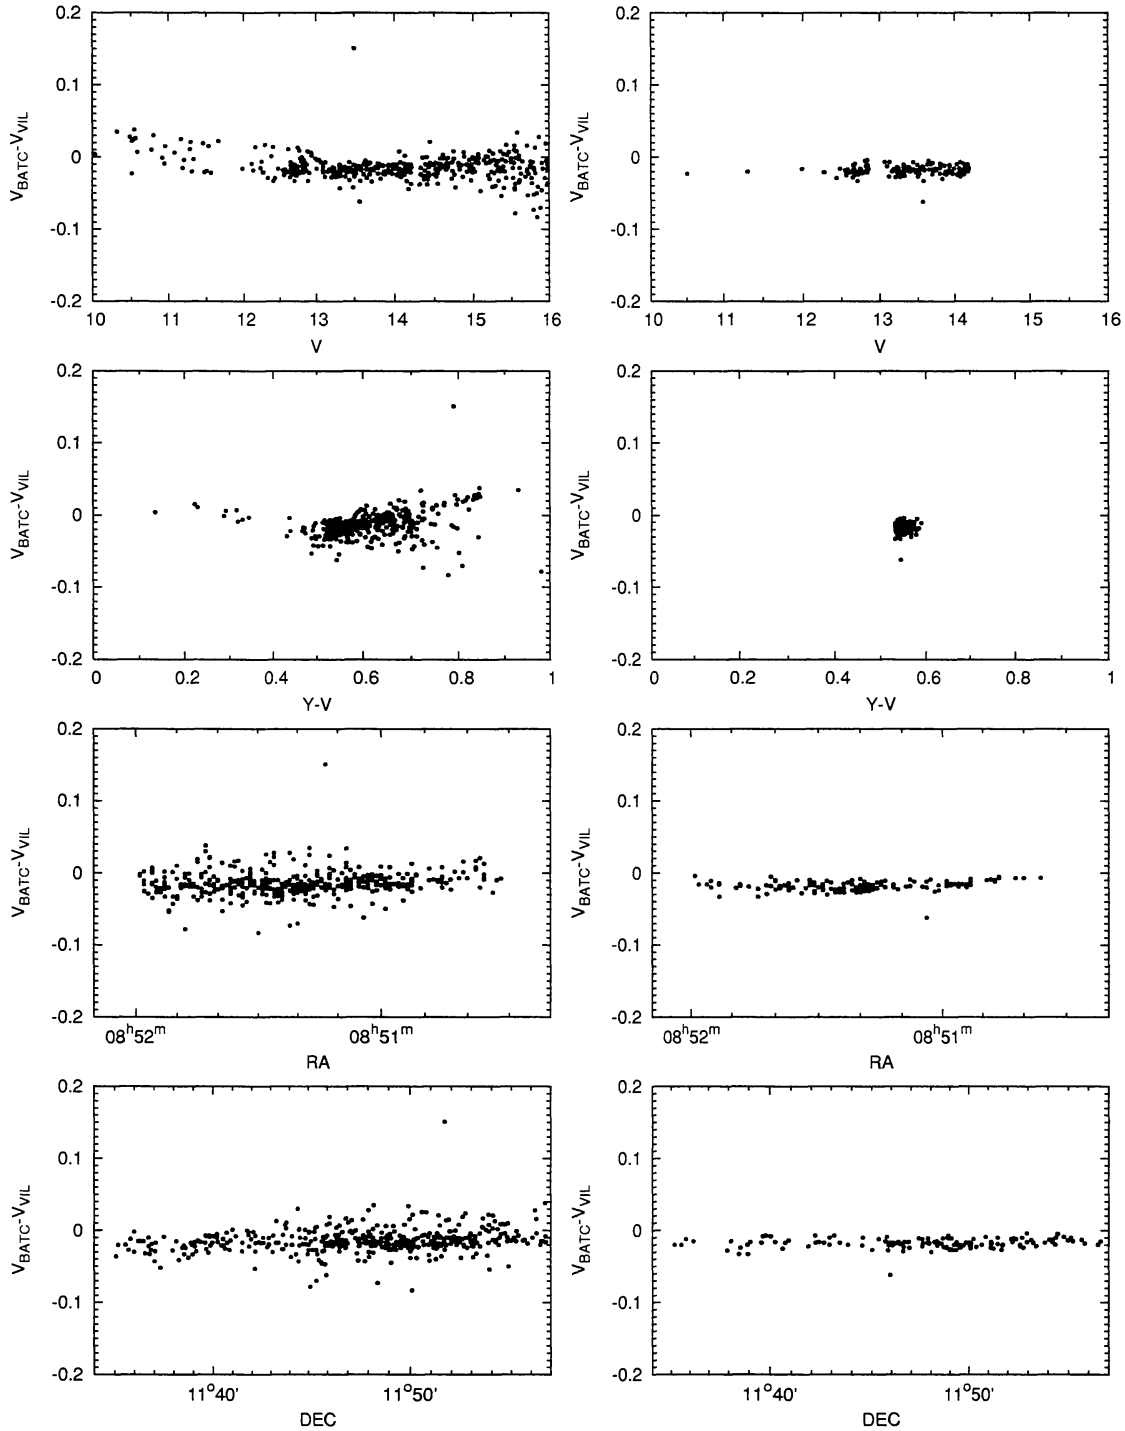 0.2 0.2
0.1 0.1
0 0
-0.1 -0.1
-0.2 -0.2
V_BATC-V_VIL V_BATC-V_VIL
10 11 12 13 14 15 16 10 11 12 13 14 15 16
V V
0.2 0.2
0.1 0.1
0 0
-0.1 -0.1
-0.2 -0.2
V_BATC-V_VIL V_BATC-V_VIL
0 0.2 0.4 0.6 0.8 1 0 0.2 0.4 0.6 0.8 1
Y-V Y-V
0.2 0.2
0.1 0.1
0 0
-0.1 -0.1
-0.2 -0.2
V_BATC-V_VIL V_BATC-V_VIL
08h52m 08h51m 08h52m 08h51m
RA RA
0.2 0.2
0.1 0.1
0 0
-0.1 -0.1
-0.2 -0.2
V_BATC-V_VIL V_BATC-V_VIL
11°40' 11°50' 11°40' 11°50'
DEC DEC